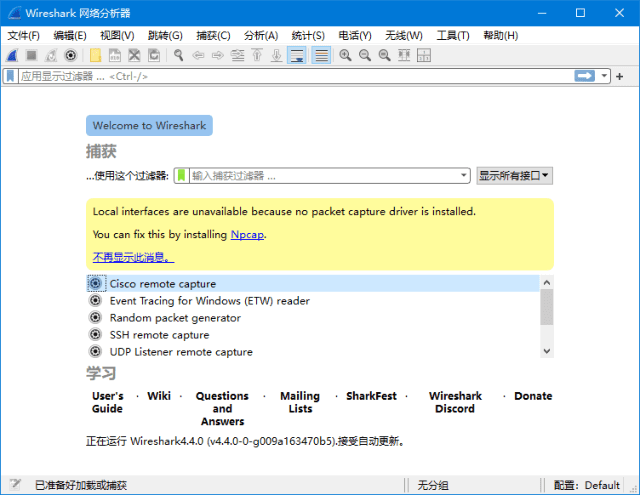 Wireshark 网络分析器
文件(F) 编辑(E) 视图(V) 跳转(G) 捕获(C) 分析(A) 统计(S) 电话(Y) 无线(W) 工具(T) 帮助(H)
应用显示过滤器 … <Ctrl-/>
Welcome to Wireshark
捕获
…使用这个过滤器: 输入捕获过滤器 … 显示所有接口
Local interfaces are unavailable because no packet capture driver is installed.
You can fix this by installing Npcap.
不再显示此消息。
Cisco remote capture
Event Tracing for Windows (ETW) reader
Random packet generator
SSH remote capture
UDP Listener remote capture
学习
User's Guide · Wiki · Questions and Answers · Mailing Lists · SharkFest · Wireshark Discord · Donate
正在运行 Wireshark4.4.0 (v4.4.0-0-g009a163470b5).接受自动更新。
已准备好加载或捕获 无分组 配置: Default